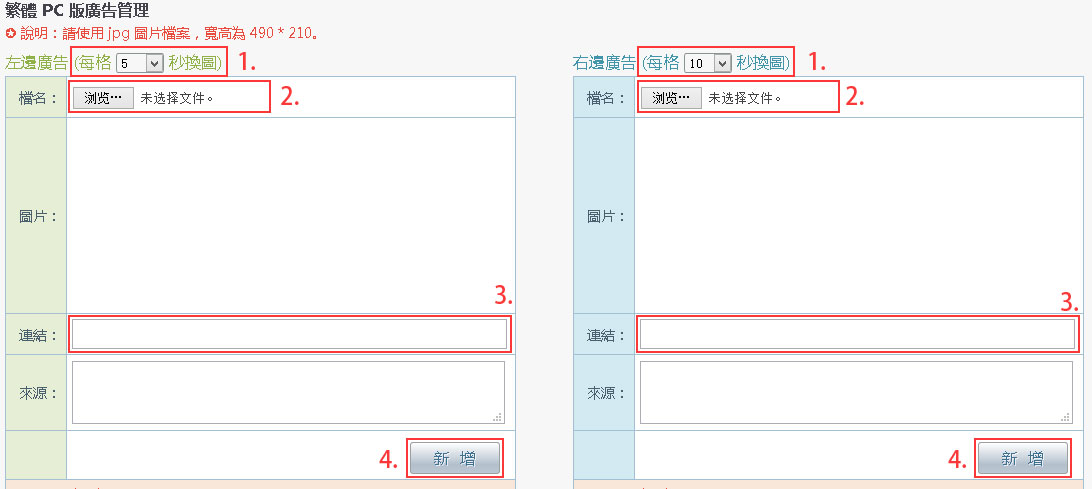 繁體 PC 版廣告管理
說明：請使用 jpg 圖片檔案，寬高為 490 * 210。
左邊廣告 (每格 5 秒換圖) 1.
檔名： 浏览… 未选择文件。 2.
圖片：
3.
連結：
來源：
4. 新 增
右邊廣告 (每格 10 秒換圖) 1.
檔名： 浏览… 未选择文件。 2.
圖片：
3.
連結：
來源：
4. 新 增